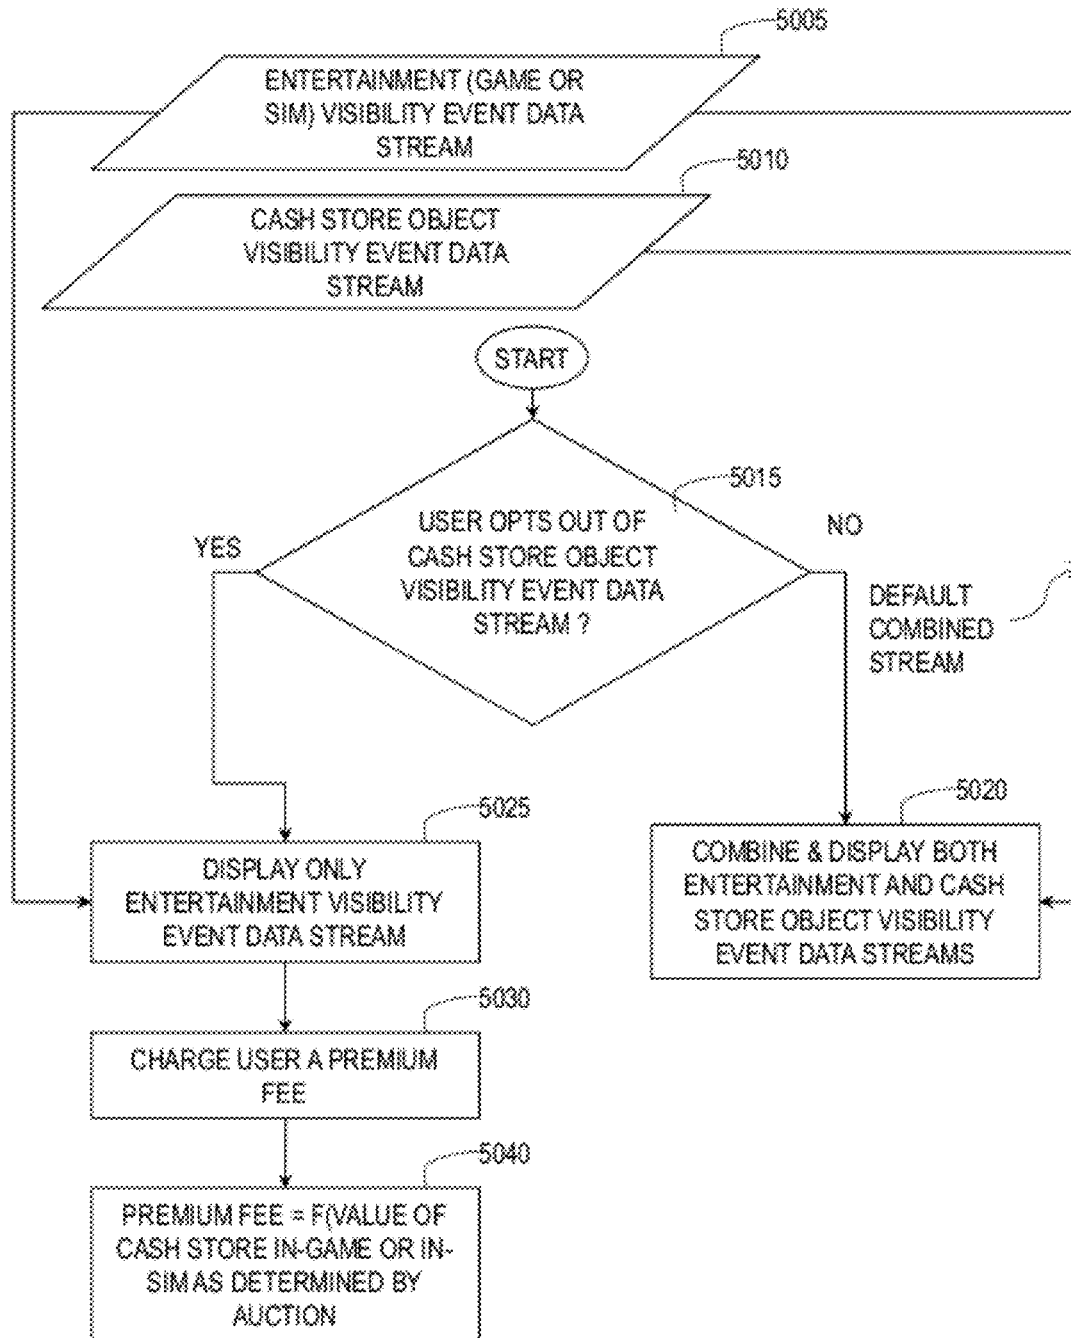 5005
ENTERTAINMENT (GAME OR
SIM) VISIBILITY EVENT DATA
STREAM
5010
CASH STORE OBJECT
VISIBILITY EVENT DATA
STREAM
START
5015
USER OPTS OUT OF
CASH STORE OBJECT
VISIBILITY EVENT DATA
STREAM ?
YES
NO
DEFAULT
COMBINED
STREAM
5025
DISPLAY ONLY
ENTERTAINMENT VISIBILITY
EVENT DATA STREAM
5020
COMBINE & DISPLAY BOTH
ENTERTAINMENT AND CASH
STORE OBJECT VISIBILITY
EVENT DATA STREAMS
5030
CHARGE USER A PREMIUM
FEE
5040
PREMIUM FEE = F(VALUE OF
CASH STORE IN-GAME OR IN-
SIM AS DETERMINED BY
AUCTION